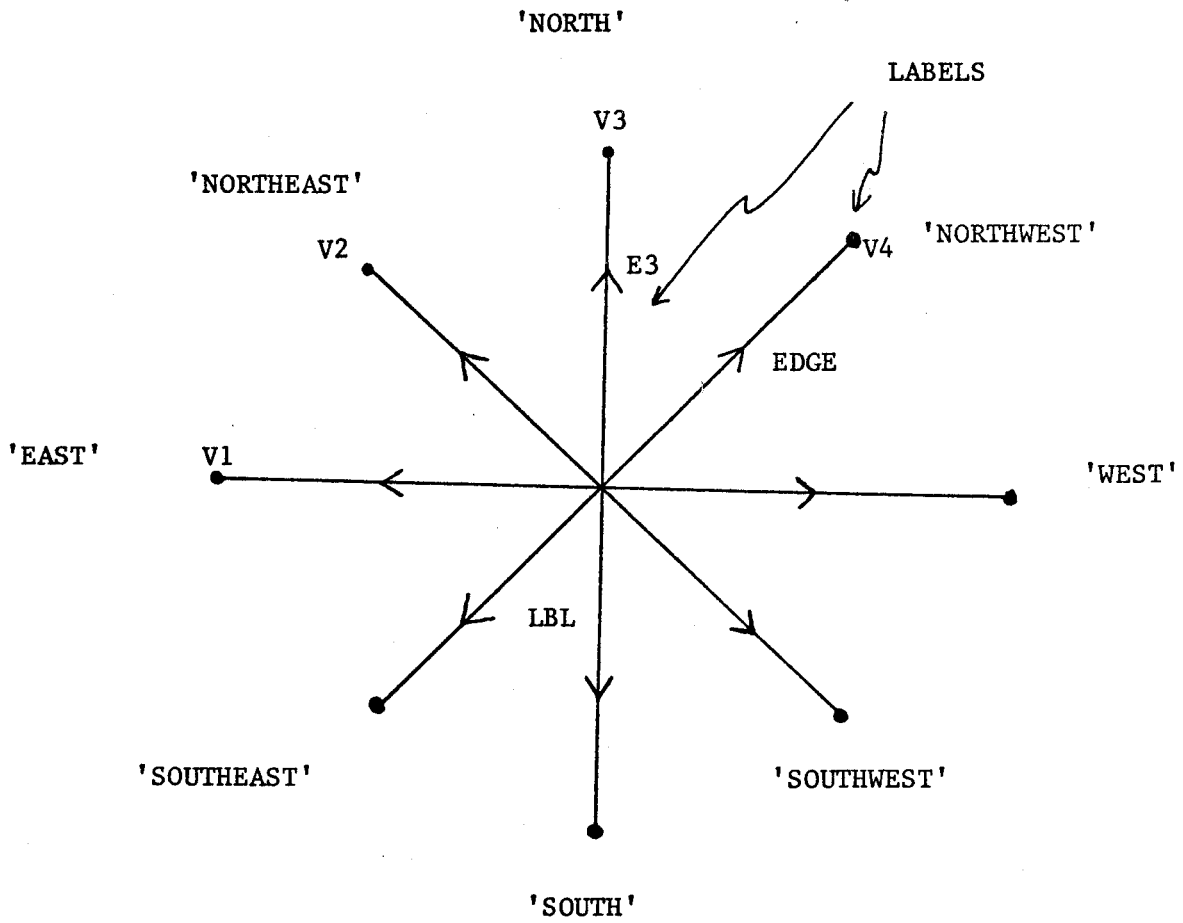 'NORTH'
LABELS
V3
'NORTHEAST'
'NORTHWEST'
V4
V2
E3
EDGE
'EAST'
V1
'WEST'
LBL
'SOUTHEAST'
'SOUTHWEST'
'SOUTH'